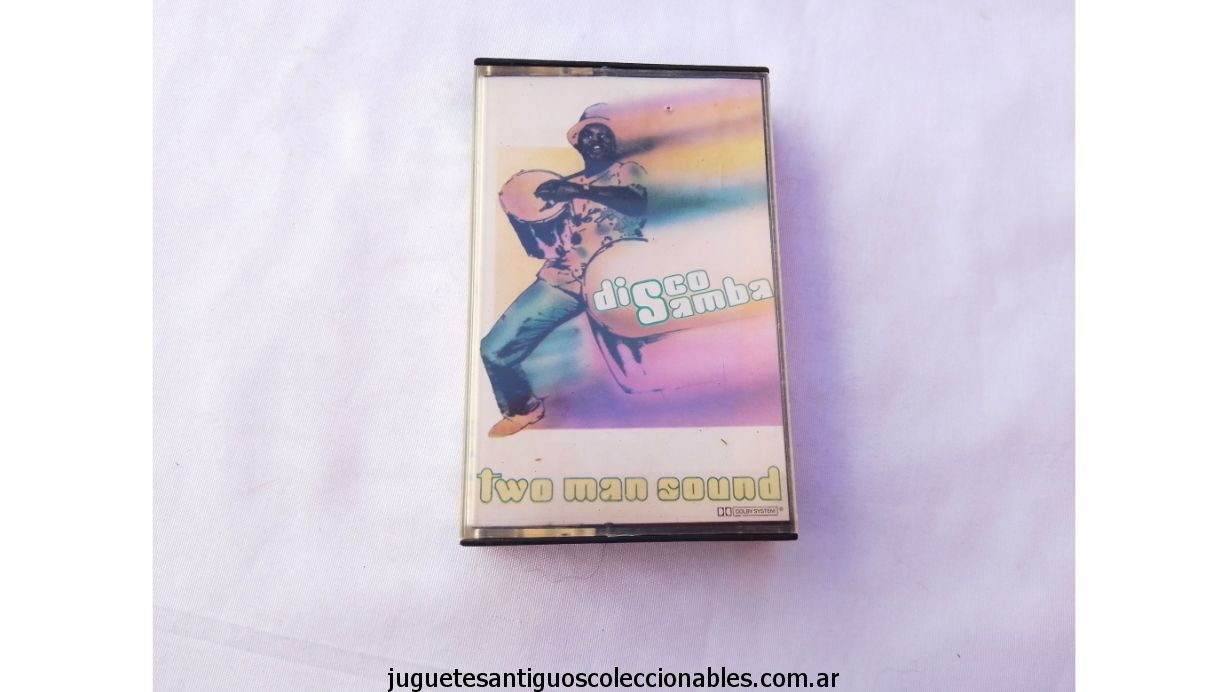 disco
Samba
two man sound
DOLBY SYSTEM ®
juguetesantiguoscoleccionables.com.ar